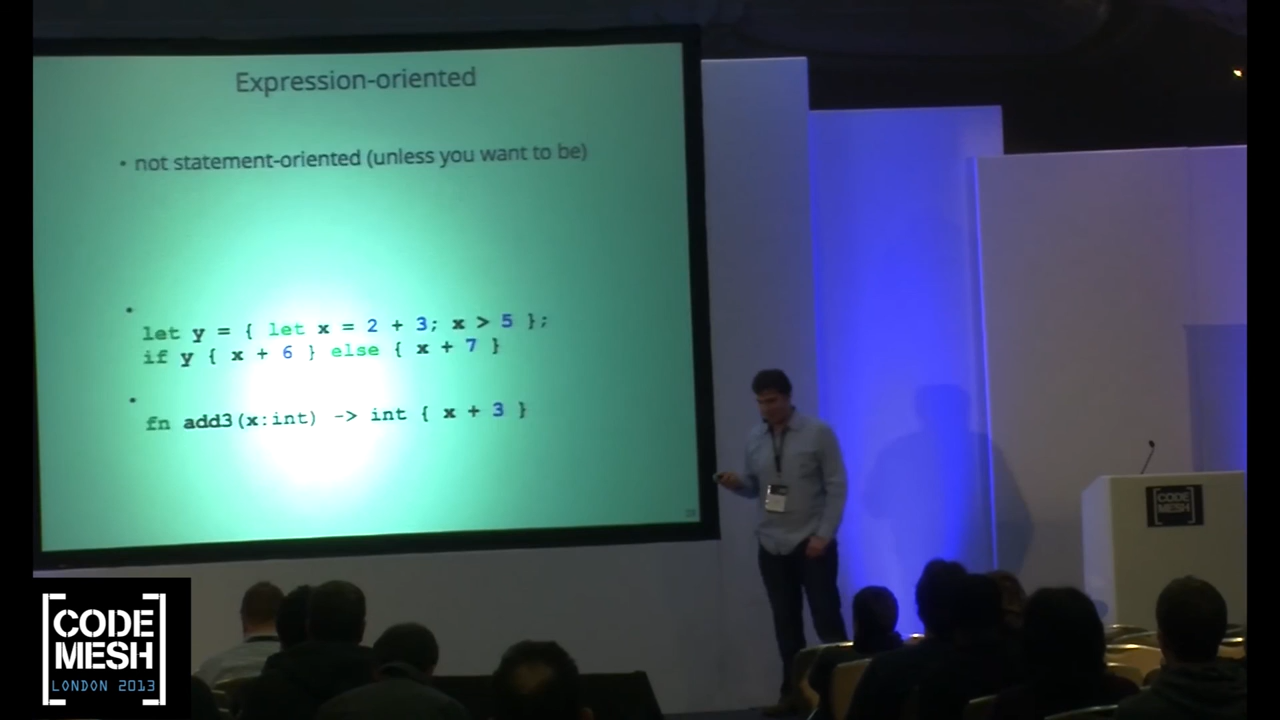 Expression-oriented
• not statement-oriented (unless you want to be)
•
let y = { let x = 2 + 3; x > 5 };
if y { x + 6 } else { x + 7 }
•
fn add3(x:int) -> int { x + 3 }
[CODE
MESH]
[CODE
MESH]
LONDON 2013